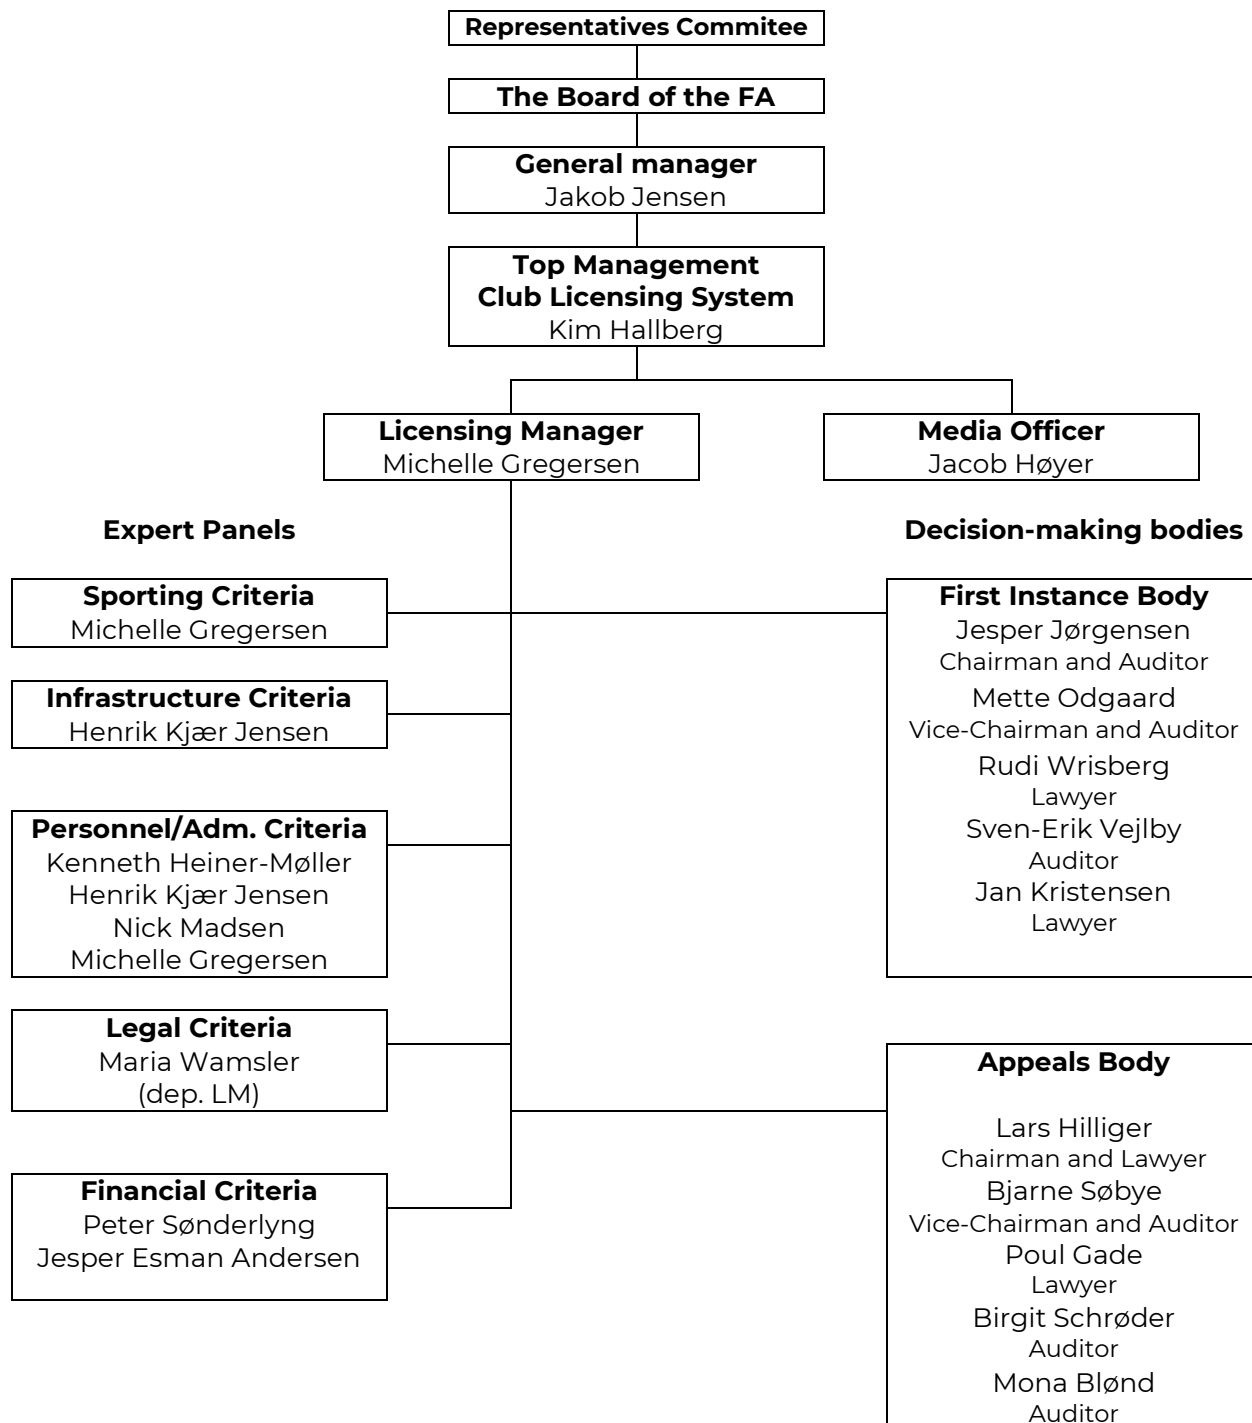 Representatives Commitee
The Board of the FA
General manager
Jakob Jensen
Top Management
Club Licensing System
Kim Hallberg
Licensing Manager
Michelle Gregersen
Media Officer
Jacob Høyer
Expert Panels
Sporting Criteria
Michelle Gregersen
Infrastructure Criteria
Henrik Kjær Jensen
Personnel/Adm. Criteria
Kenneth Heiner-Møller
Henrik Kjær Jensen
Nick Madsen
Michelle Gregersen
Legal Criteria
Maria Wamsler
(dep. LM)
Financial Criteria
Peter Sønderlyng
Jesper Esman Andersen
Decision-making bodies
First Instance Body
Jesper Jørgensen
Chairman and Auditor
Mette Odgaard
Vice-Chairman and Auditor
Rudi Wrisberg
Lawyer
Sven-Erik Vejlby
Auditor
Jan Kristensen
Lawyer
Appeals Body
Lars Hilliger
Chairman and Lawyer
Bjarne Søbye
Vice-Chairman and Auditor
Poul Gade
Lawyer
Birgit Schrøder
Auditor
Mona Blønd
Auditor